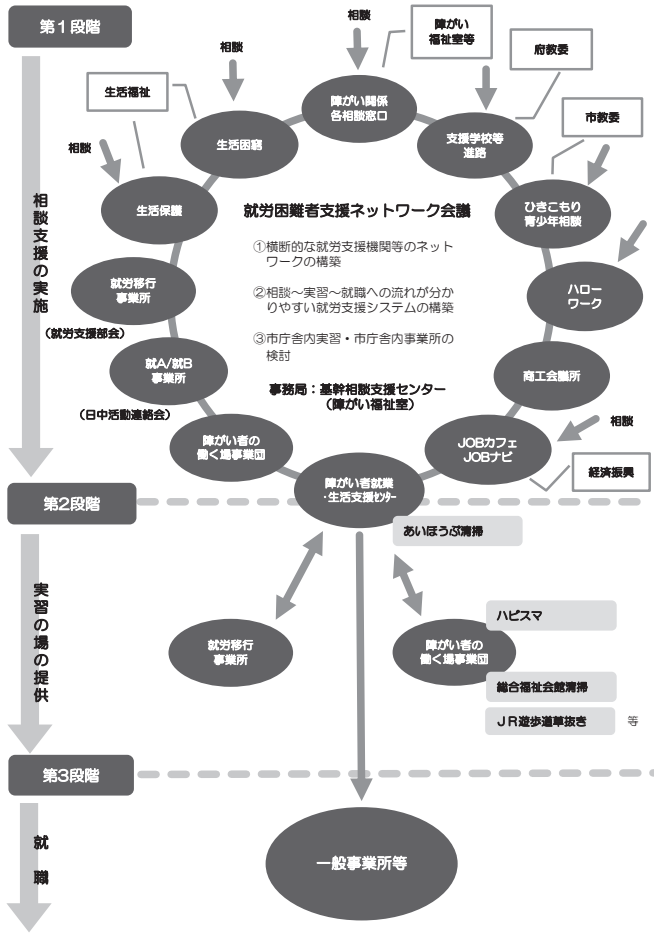 第1段階
相談
障がい
福祉室等
府教委
相談
生活福祉
市教委
障がい関係
各相談窓口
生活困窮
支援学校等
進路
相談
生活保護
ひきこもり
青少年相談
相談支援の実施
就労困難者支援ネットワーク会議
①横断的な就労支援機関等のネット
ワークの構築
②相談～実習～就職への流れが分か
りやすい就労支援システムの構築
③市庁舎内実習・市庁舎内事業所の
検討
事務局：基幹相談支援センター
（障がい福祉室）
就労移行
事業所
（就労支援部会）
ハロー
ワーク
就A/就B
事業所
（日中活動連絡会）
商工会議所
障がい者の
働く場事業団
JOBカフェ
JOBナビ
相談
経済振興
障がい者就業
・生活支援ｾﾝﾀｰ
第2段階
あいほうぷ清掃
実習の場の提供
就労移行
事業所
障がい者の
働く場事業団
ハピスマ
総合福祉会館清掃
ＪＲ遊歩道草抜き
等
第3段階
就職
一般事業所等